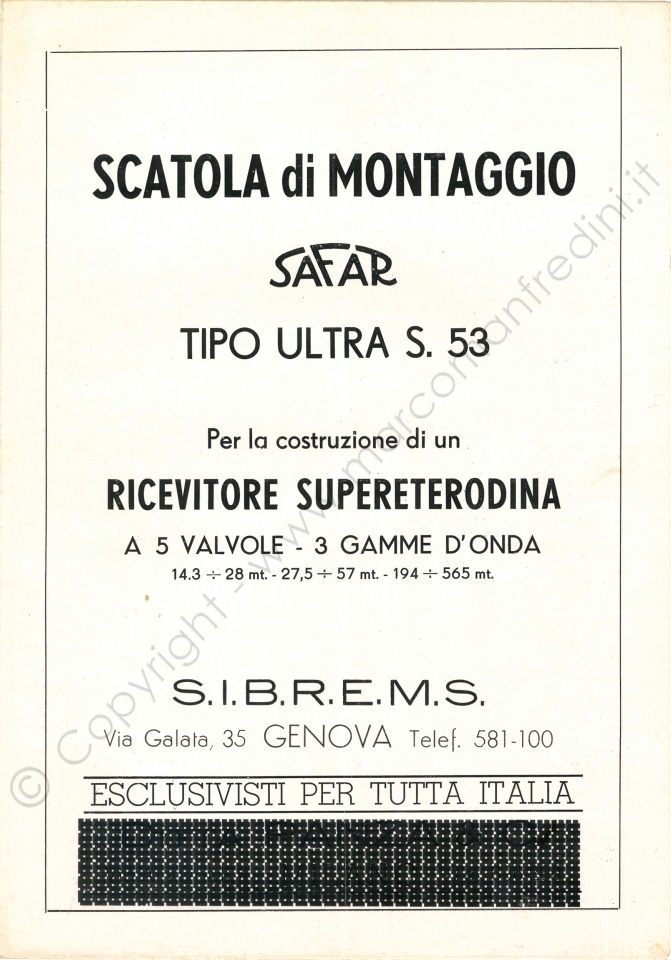 SCATOLA di MONTAGGIO
SAFAR
TIPO ULTRA S. 53
Per la costruzione di un
RICEVITORE SUPERETERODINA
A 5 VALVOLE - 3 GAMME D'ONDA
14.3 ÷ 28 mt. - 27,5 ÷ 57 mt. - 194 ÷ 565 mt.
S.I.B.R.E.M.S.
Via Galata, 35 GENOVA Telef. 581-100
ESCLUSIVISTI PER TUTTA ITALIA
© Copyright - www.marcomanfredini.it